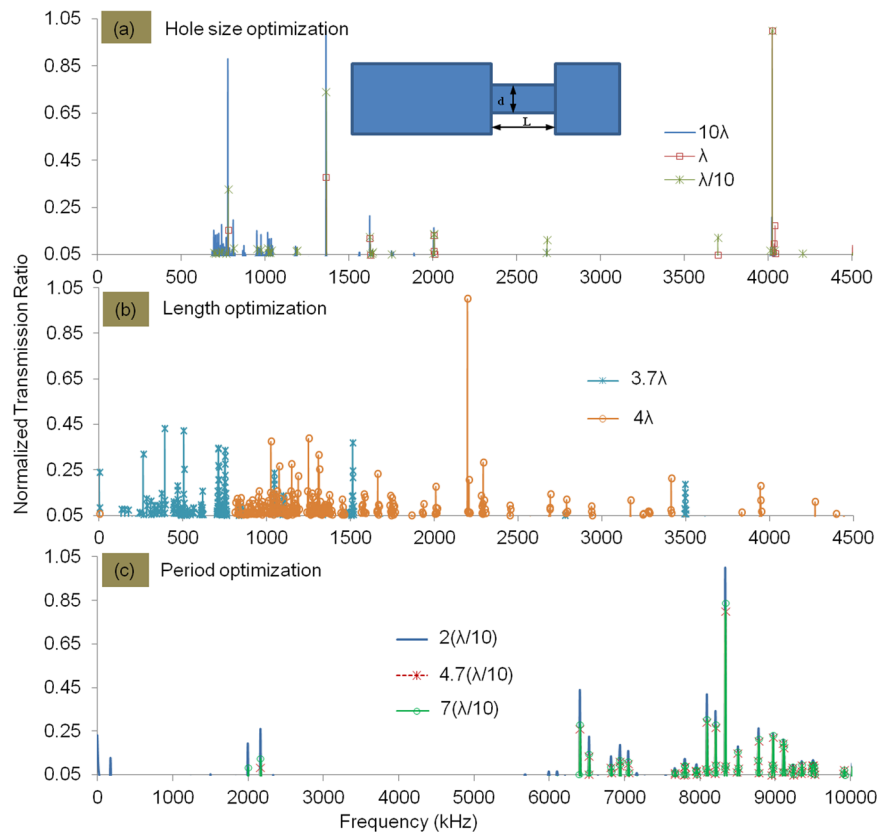 Normalized Transmission Ratio
(a) Hole size optimization
1.05
0.85
0.65
0.45
0.25
0.05
d
L
10λ
λ
λ/10
0 500 1000 1500 2000 2500 3000 3500 4000 4500
(b) Length optimization
1.05
0.85
0.65
0.45
0.25
0.05
3.7λ
4λ
0 500 1000 1500 2000 2500 3000 3500 4000 4500
(c) Period optimization
1.05
0.85
0.65
0.45
0.25
0.05
2(λ/10)
4.7(λ/10)
7(λ/10)
0 1000 2000 3000 4000 5000 6000 7000 8000 9000 10000
Frequency (kHz)